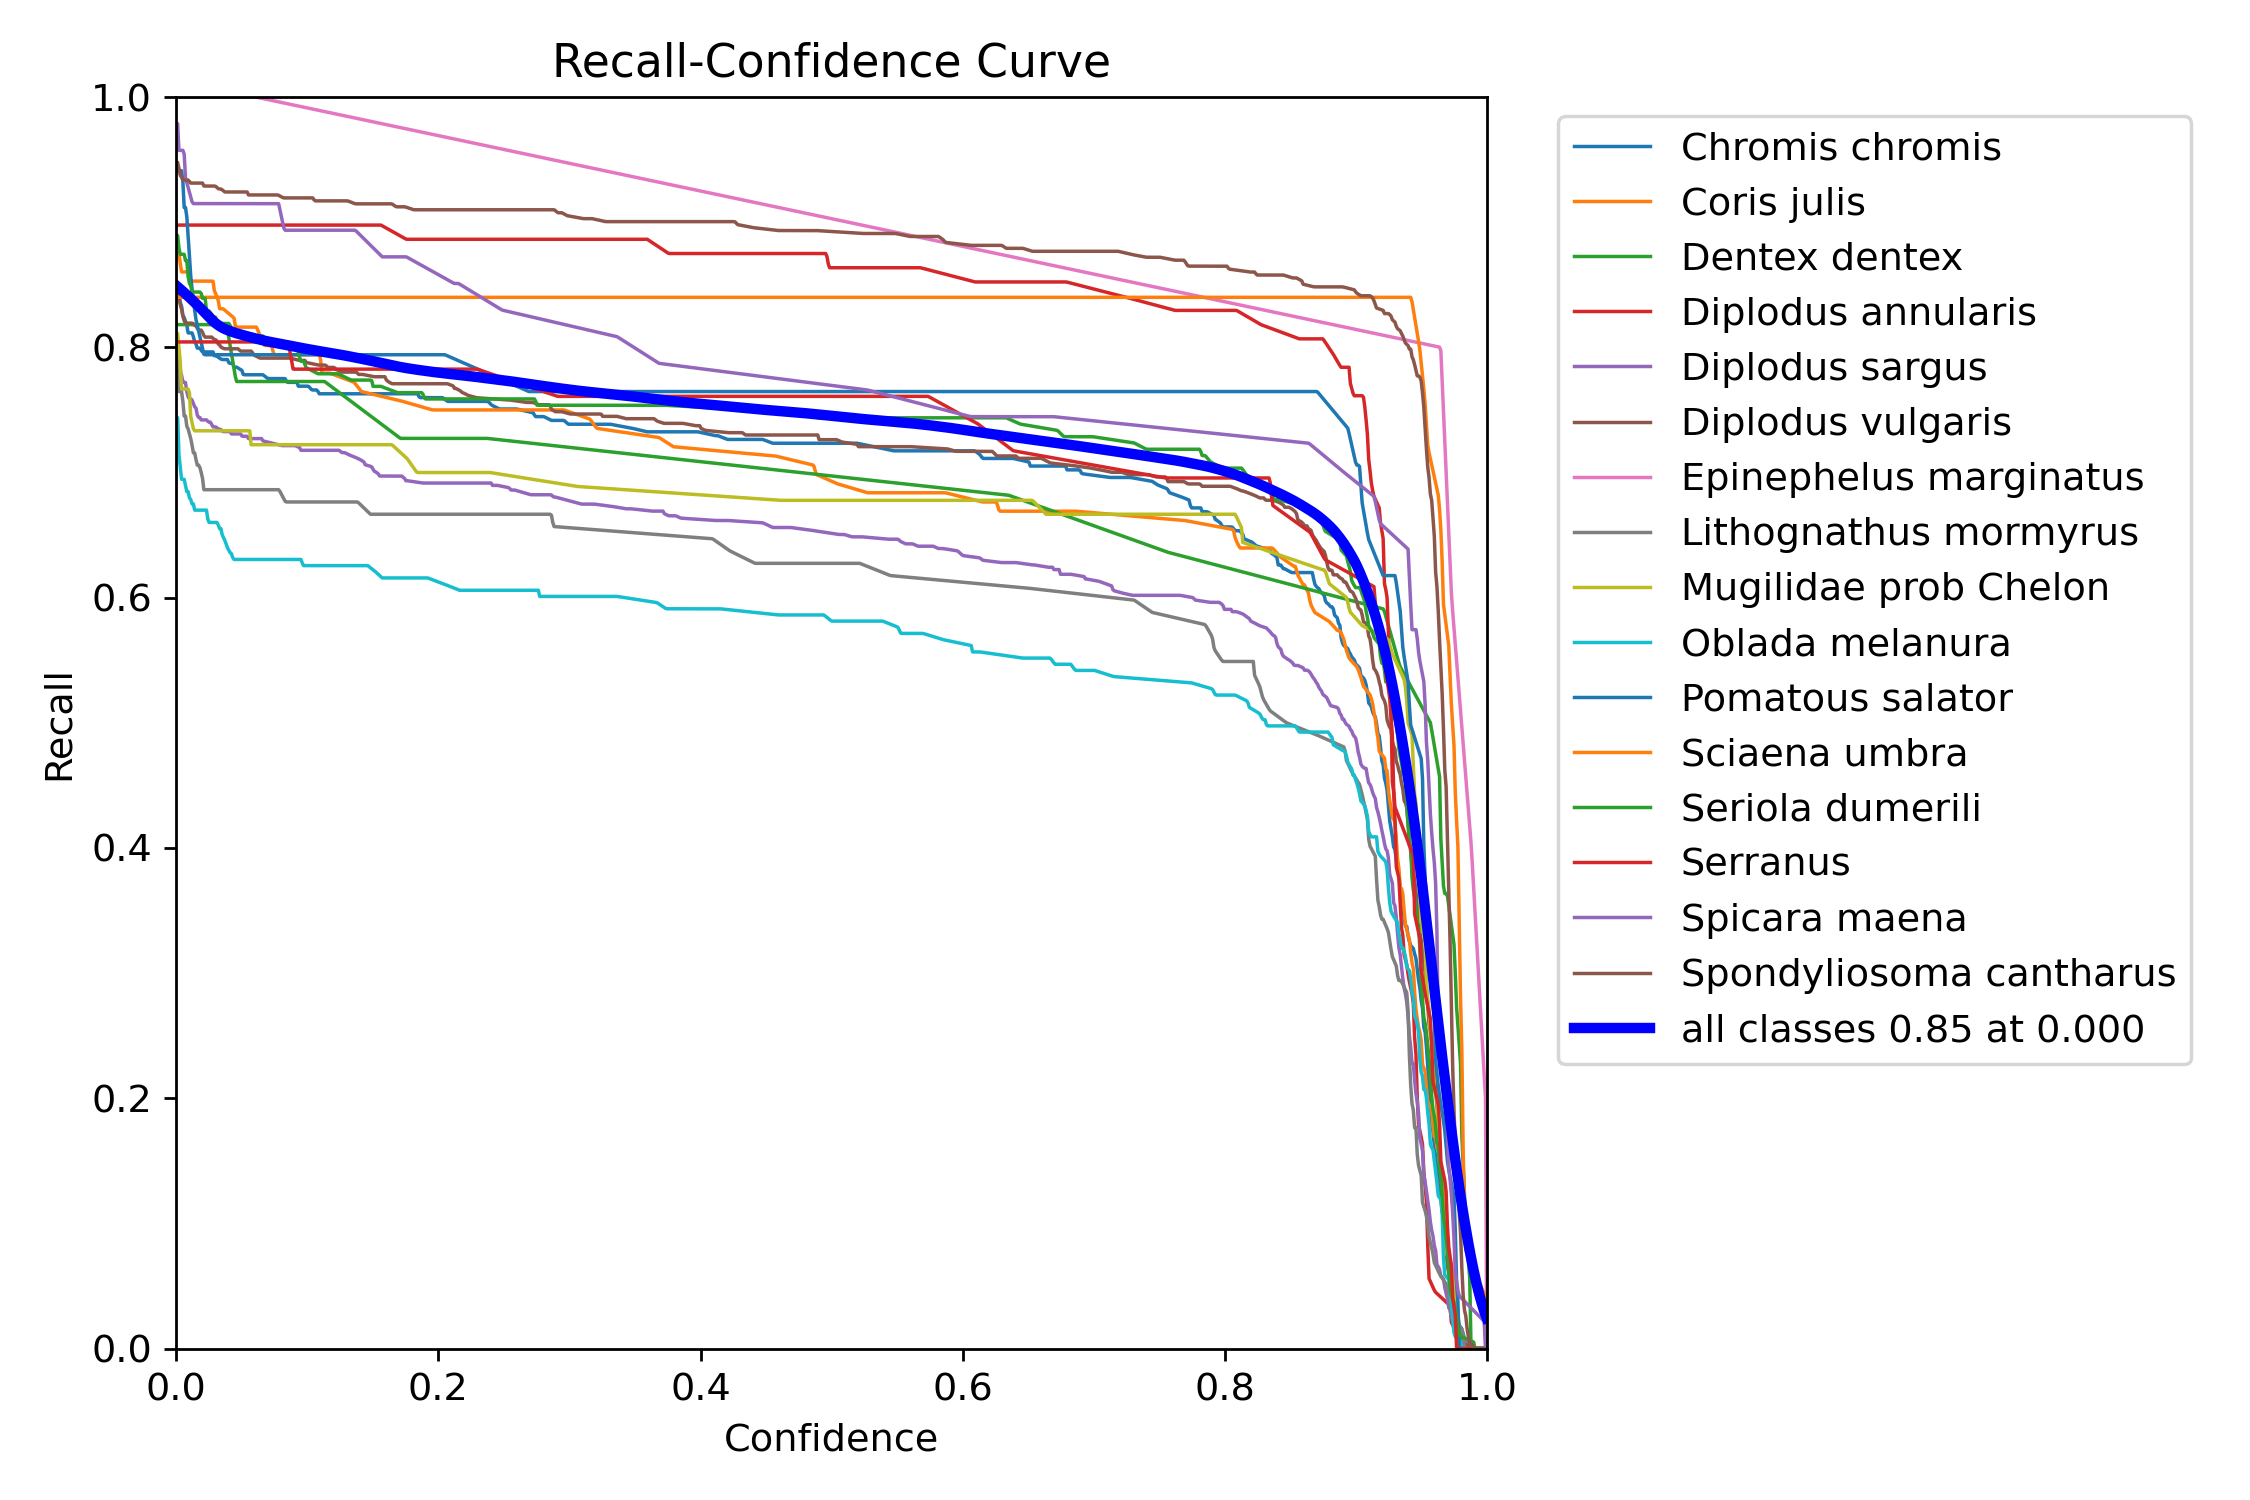 Recall-Confidence Curve
1.0
0.8
0.6
0.4
0.2
0.0
Recall
0.0 0.2 0.4 0.6 0.8 1.0
Confidence
Chromis chromis
Coris julis
Dentex dentex
Diplodus annularis
Diplodus sargus
Diplodus vulgaris
Epinephelus marginatus
Lithognathus mormyrus
Mugilidae prob Chelon
Oblada melanura
Pomatous salator
Sciaena umbra
Seriola dumerili
Serranus
Spicara maena
Spondyliosoma cantharus
all classes 0.85 at 0.000